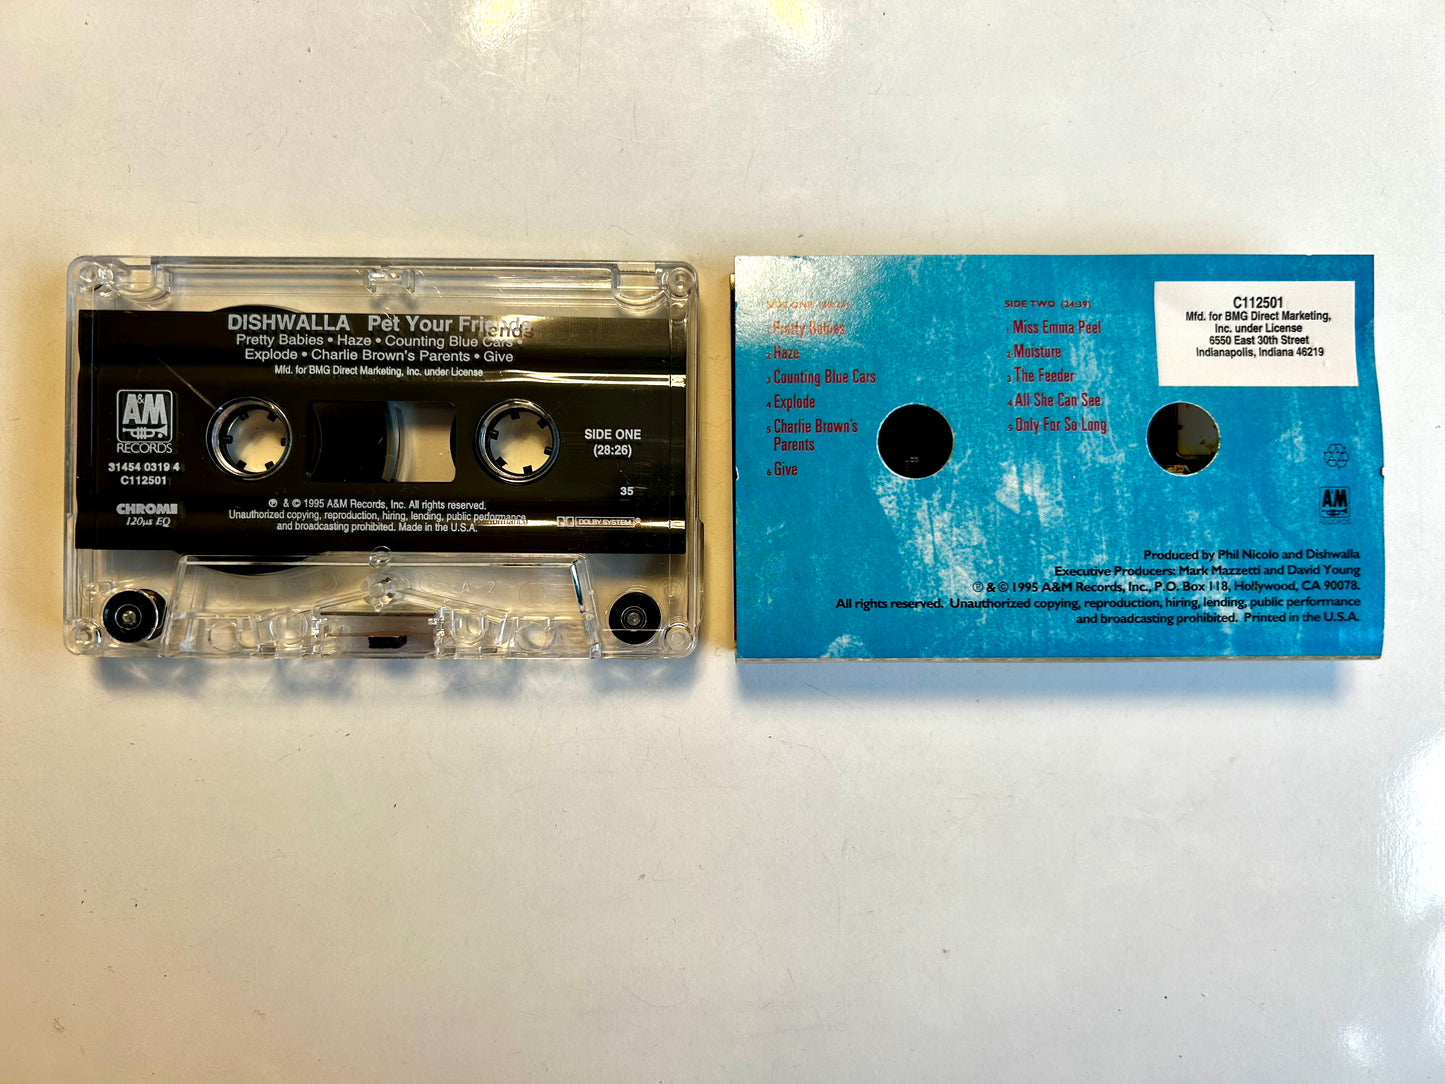 DISHWALLA Pet Your Friends
Pretty Babies • Haze • Counting Blue Cars •
Explode • Charlie Brown's Parents • Give
Mfd. for BMG Direct Marketing, Inc. under License
A&M
RECORDS
31454 0319 4
C112501
CHROME
120µs EQ
SIDE ONE
(28:26)
35
℗ & © 1995 A&M Records, Inc. All rights reserved.
Unauthorized copying, reproduction, hiring, lending, public performance
and broadcasting prohibited. Made in the U.S.A.
DOLBY SYSTEM®
SIDE ONE (28:26)
1 Pretty Babies
2 Haze
3 Counting Blue Cars
4 Explode
5 Charlie Brown's
Parents
6 Give
SIDE TWO (24:39)
1 Miss Emma Peel
2 Moisture
3 The Feeder
4 All She Can See
5 Only For So Long
C112501
Mfd. for BMG Direct Marketing,
Inc. under License
6550 East 30th Street
Indianapolis, Indiana 46219
A&M
RECORDS
Produced by Phil Nicolo and Dishwalla
Executive Producers: Mark Mazzetti and David Young
℗ & © 1995 A&M Records, Inc., P.O. Box 118, Hollywood, CA 90078.
All rights reserved. Unauthorized copying, reproduction, hiring, lending, public performance
and broadcasting prohibited. Printed in the U.S.A.